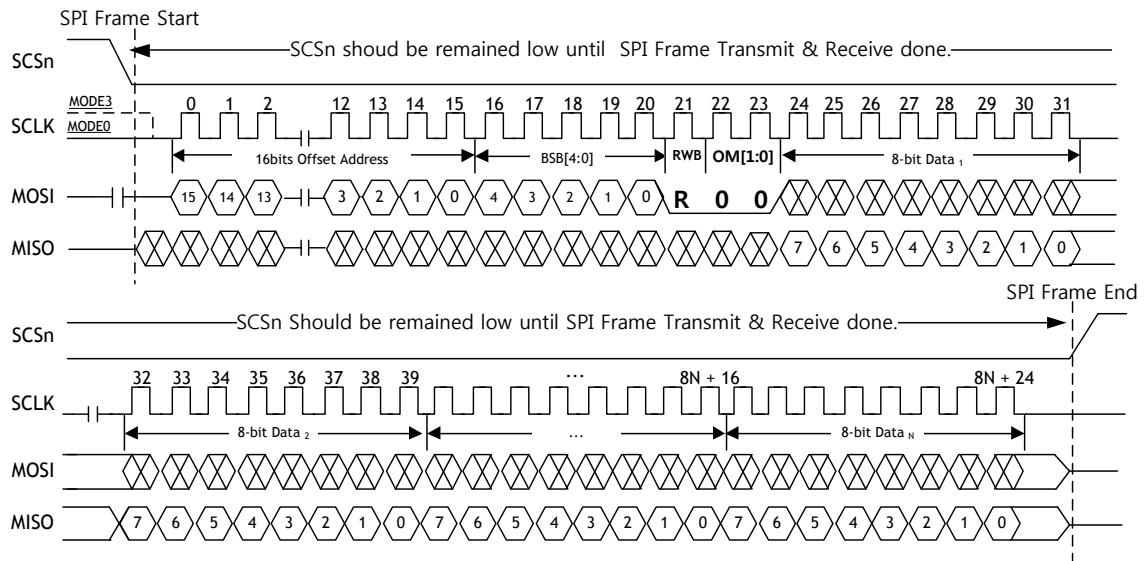 SPI Frame Start
SCSn shoud be remained low until SPI Frame Transmit & Receive done.
SCSn
MODE3
0 1 2 12 13 14 15 16 17 18 19 20 21 22 23 24 25 26 27 28 29 30 31
SCLK
MODE0
16bits Offset Address BSB[4:0] RWB OM[1:0] 8-bit Data 1
MOSI 15 14 13 3 2 1 0 4 3 2 1 0 R 0 0
MISO 7 6 5 4 3 2 1 0
SPI Frame End
SCSn Should be remained low until SPI Frame Transmit & Receive done.
SCSn
32 33 34 35 36 37 38 39 ... 8N + 16 8N + 24
SCLK
8-bit Data 2 ... 8-bit Data N
MOSI
MISO 7 6 5 4 3 2 1 0 7 6 5 4 3 2 1 0 7 6 5 4 3 2 1 0